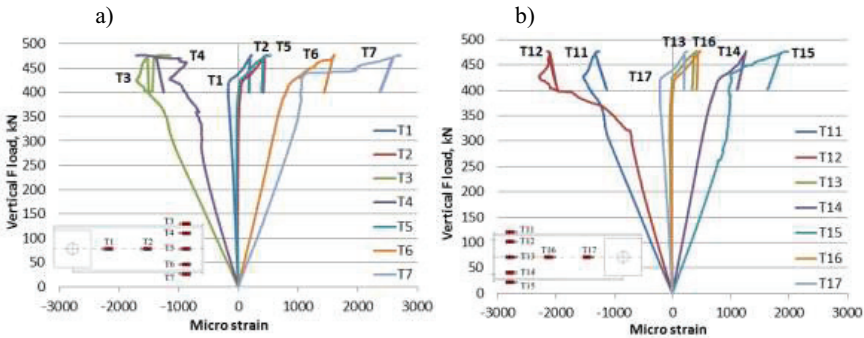 a)
b)
T2 T5
T4
T6
T7
T3
T1
500
450
400
350
300
250
200
150
100
50
0
Vertical F load, kN
T1
T2
T3
T4
T5
T6
T7
T1
T2
T3
T4
T5
T6
T7
-3000 -2000 -1000 0 1000 2000 3000
Micro strain
T13 T16
T12
T11
T14
T15
T17
500
450
400
350
300
250
200
150
100
50
0
Vertical F load, kN
T11
T12
T13
T14
T15
T16
T17
T11
T12
T13
T16
T17
T14
T15
-3000 -2000 -1000 0 1000 2000 3000
Micro strain